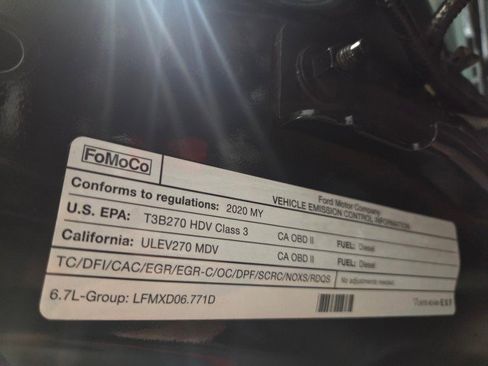 FoMoCo
Ford Motor Company
VEHICLE EMISSION CONTROL INFORMATION
Conforms to regulations: 2020 MY
U.S. EPA: T3B270 HDV Class 3 CA OBD II FUEL: Diesel
California: ULEV270 MDV CA OBD II FUEL: Diesel
TC/DFI/CAC/EGR/EGR-C/OC/DPF/SCRC/NOXS/RDQS No adjustments needed.
6.7L-Group: LFMXD06.771D